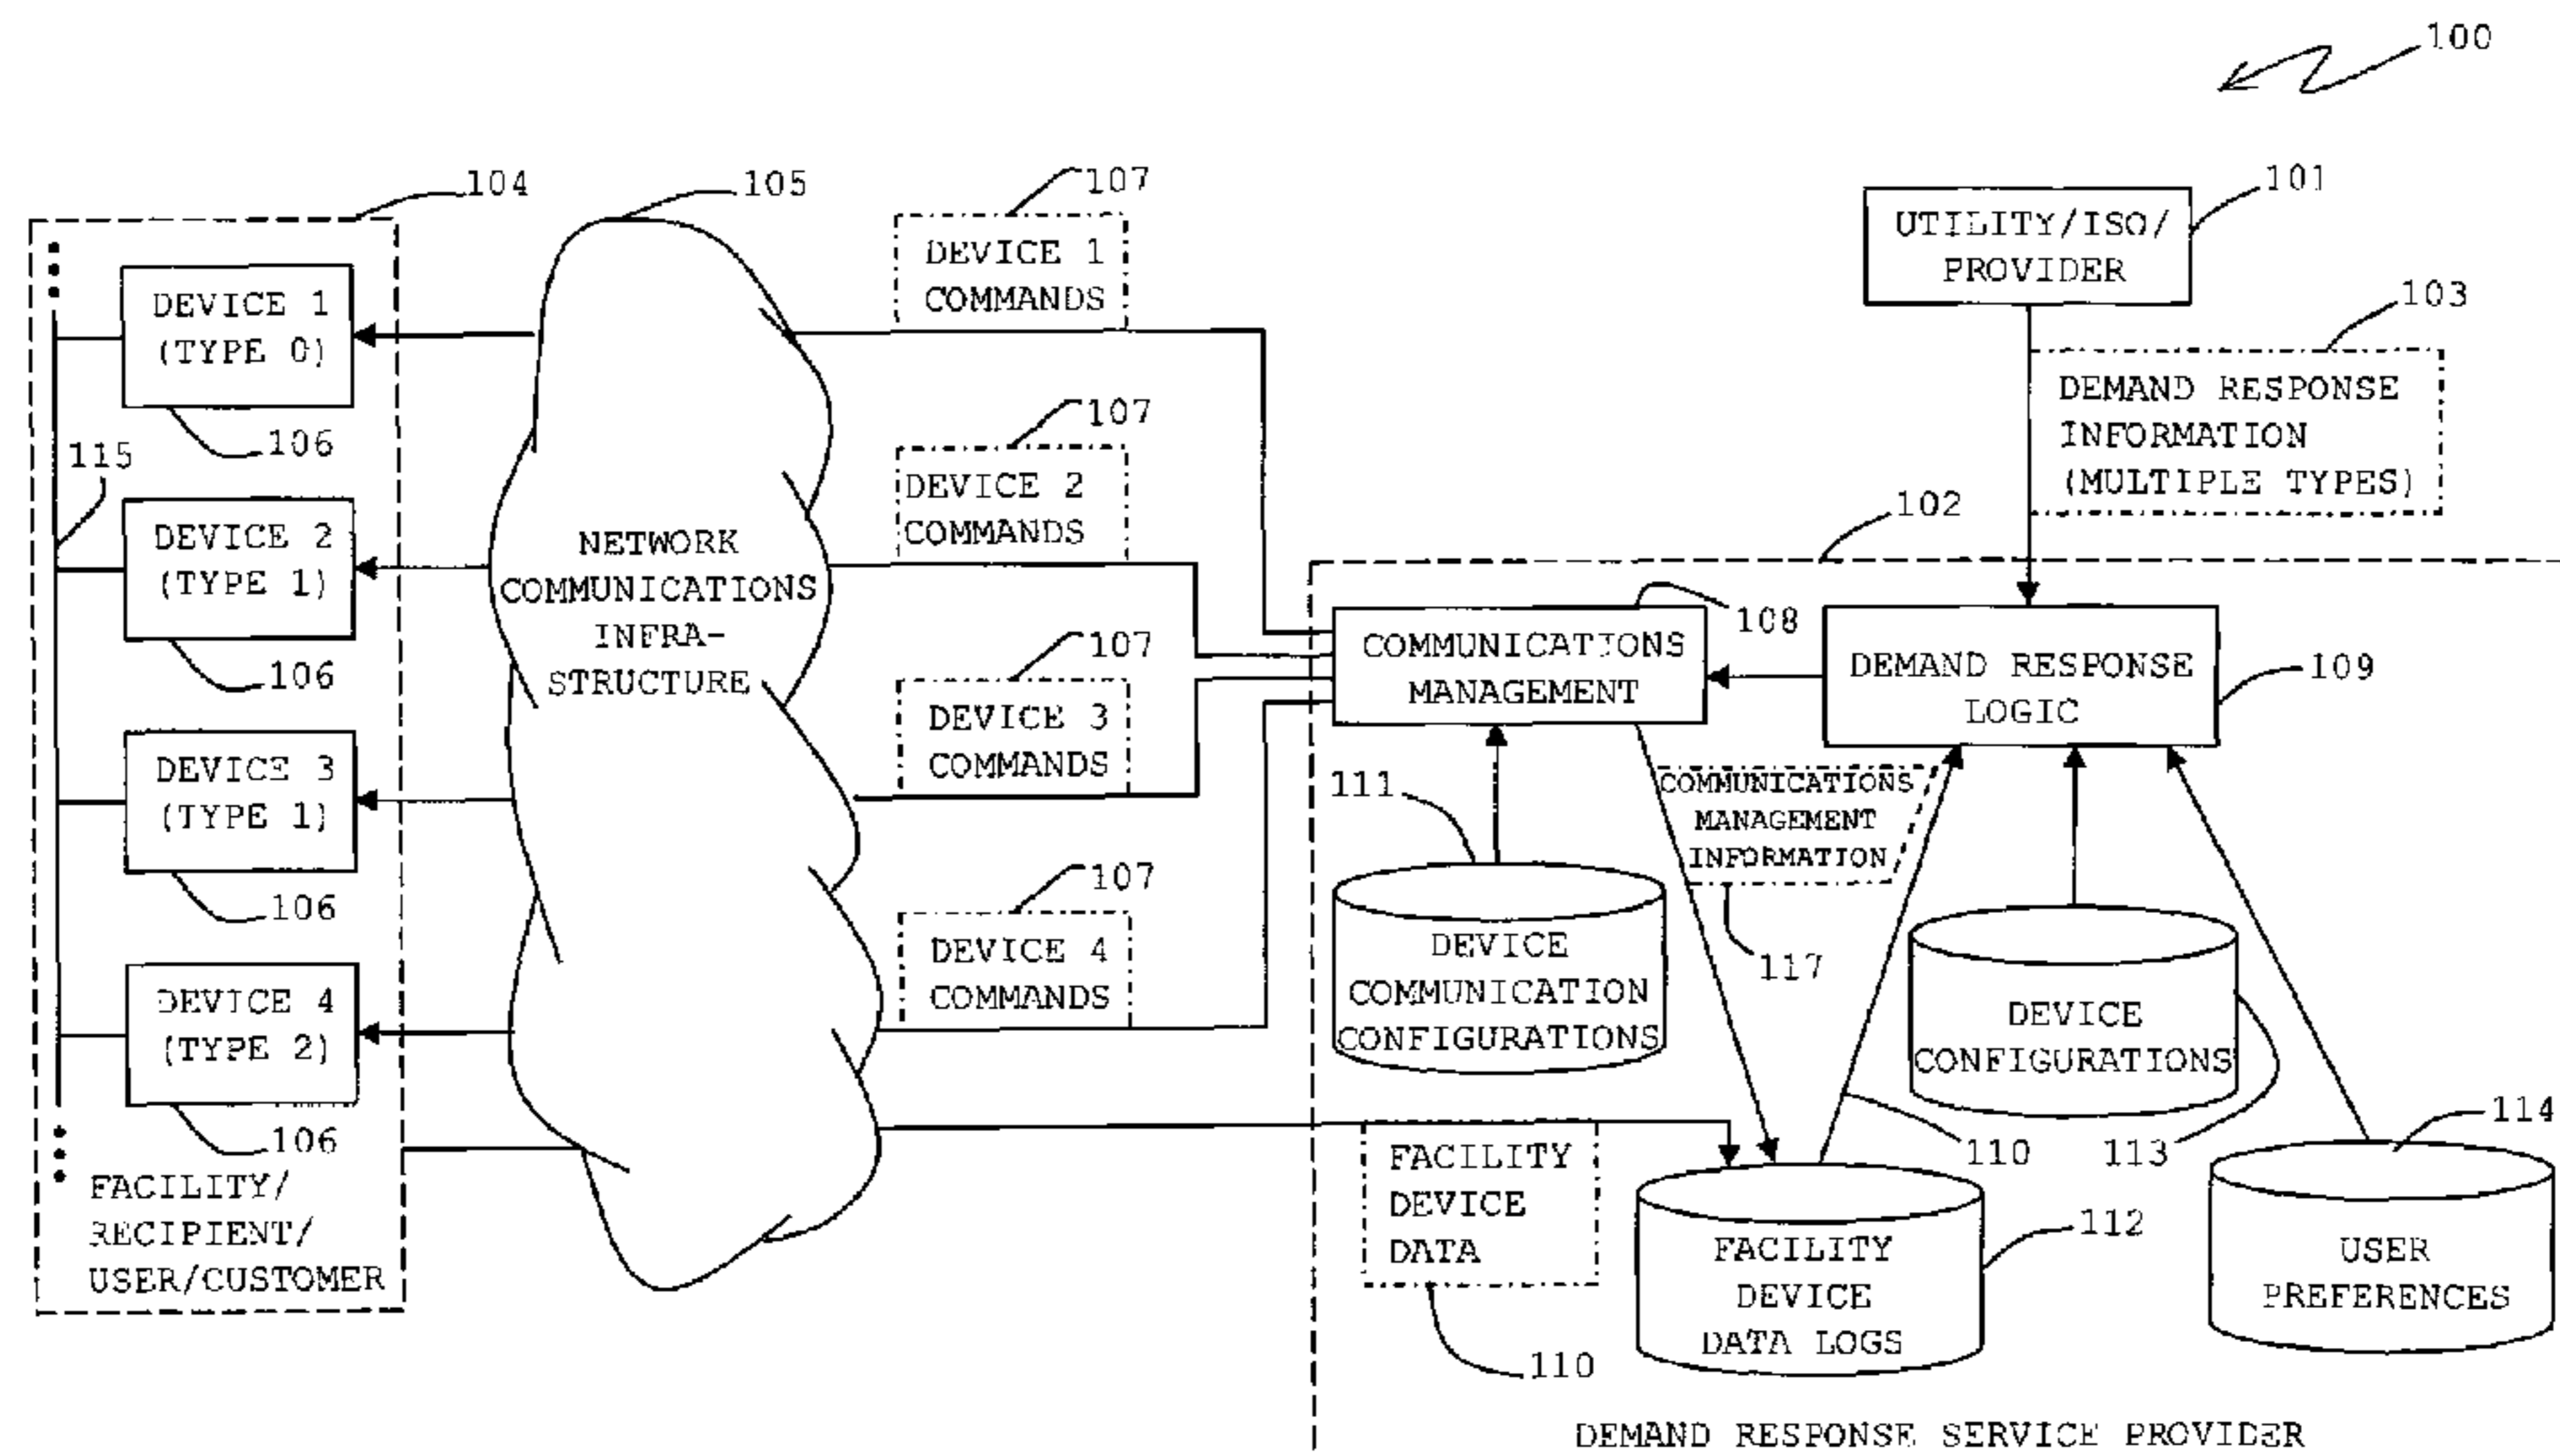 100
104
105
107
101
UTILITY/ISO/
PROVIDER
103
DEMAND RESPONSE
INFORMATION
(MULTIPLE TYPES)
DEVICE 1
COMMANDS
DEVICE 1
(TYPE 0)
106
115
107
DEVICE 2
COMMANDS
DEVICE 2
(TYPE 1)
106
NETWORK
COMMUNICATIONS
INFRA-
STRUCTURE
107
DEVICE 3
COMMANDS
DEVICE 3
(TYPE 1)
106
107
DEVICE 4
COMMANDS
DEVICE 4
(TYPE 2)
106
FACILITY/
RECIPIENT/
USER/CUSTOMER
102
108
COMMUNICATIONS
MANAGEMENT
DEMAND RESPONSE
LOGIC
109
111
COMMUNICATIONS
MANAGEMENT
INFORMATION
117
DEVICE
COMMUNICATION
CONFIGURATIONS
DEVICE
CONFIGURATIONS
110
113
114
FACILITY
DEVICE
DATA
110
FACILITY
DEVICE
DATA LOGS
112
USER
PREFERENCES
DEMAND RESPONSE SERVICE PROVIDER